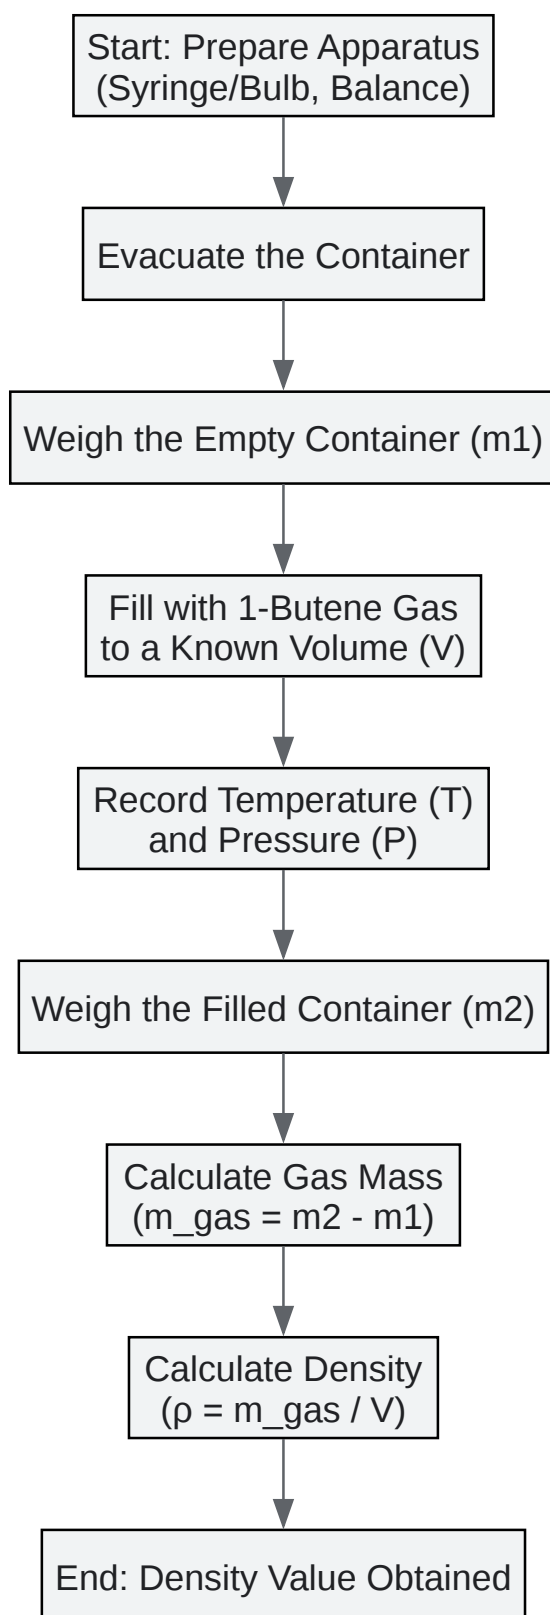 Start: Prepare Apparatus
(Syringe/Bulb, Balance)
Evacuate the Container
Weigh the Empty Container (m1)
Fill with 1-Butene Gas
to a Known Volume (V)
Record Temperature (T)
and Pressure (P)
Weigh the Filled Container (m2)
Calculate Gas Mass
(m_gas = m2 - m1)
Calculate Density
(ρ = m_gas / V)
End: Density Value Obtained